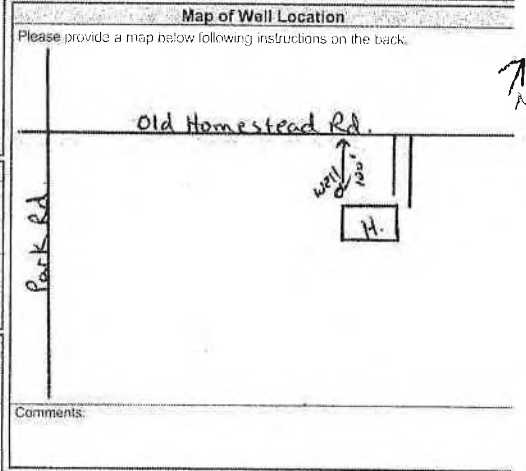 Map of Well Location
Please provide a map below following instructions on the back.
N
Old Homestead Rd.
well
100'
H.
Park Rd
Comments: